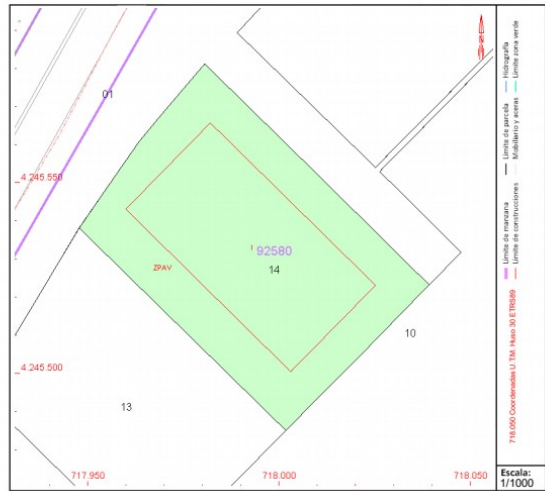 01
4.245.550
92580
I
14
ZPAV
10
4.245.500
13
717.950
718.000
718.050
718.050 Coordenadas U.T.M. Huso 30 ETRS89
Límite de manzana
Límite de parcela
Hidrografía
Límite de construcciones
Mobiliario y aceras
Límite zona verde
Escala:
1/1000